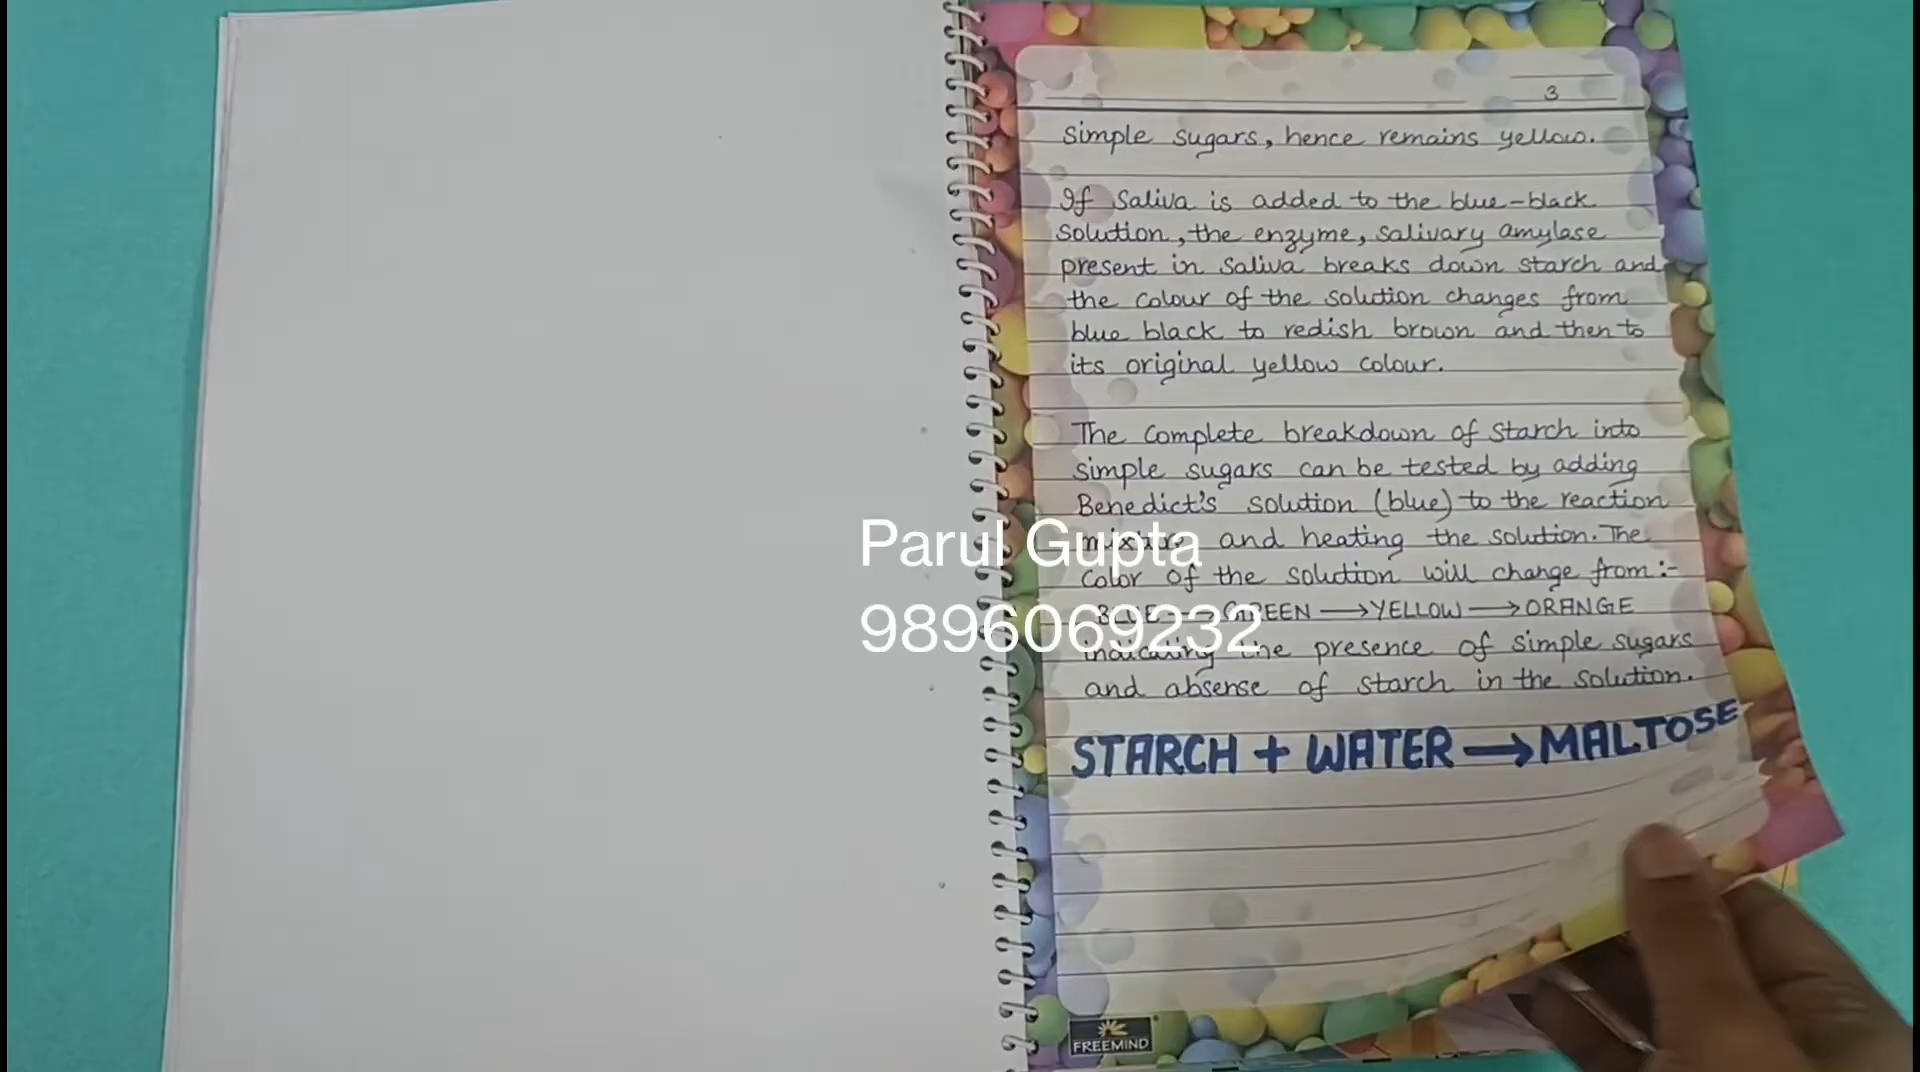 3
Simple sugars, hence remains yellow.
If Saliva is added to the blue-black
solution, the enzyme, salivary amylase
present in Saliva breaks down starch and
the colour of the solution changes from
blue black to redish brown and then to
its original yellow colour.
The complete breakdown of starch into
simple sugars can be tested by adding
Benedict's solution (blue) to the reaction
mixture and heating the solution. The
color of the solution will change from:-
BLUE → GREEN → YELLOW → ORANGE
indicating the presence of simple sugars
and absense of starch in the solution.
STARCH + WATER → MALTOSE
Parul Gupta
9896069232
FREEMIND